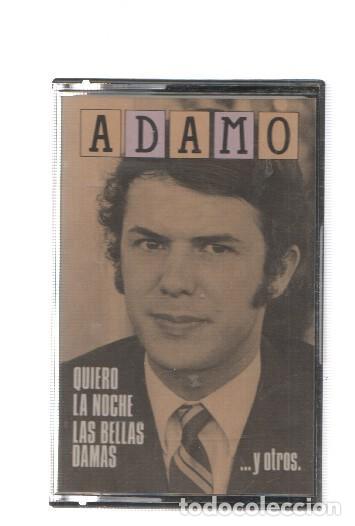 ADAMO
QUIERO
LA NOCHE
LAS BELLAS
DAMAS
...y otros.
todocoleccion